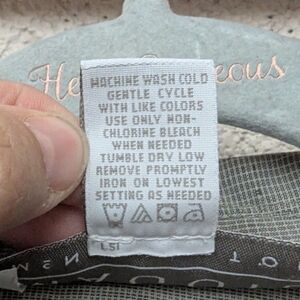 MACHINE WASH COLD
GENTLE CYCLE
WITH LIKE COLORS
USE ONLY NON-
CHLORINE BLEACH
WHEN NEEDED
TUMBLE DRY LOW
REMOVE PROMPTLY
IRON ON LOWEST
SETTING AS NEEDED
LSI